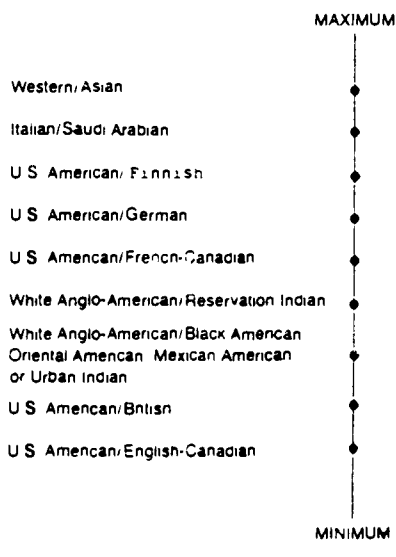 MAXIMUM
Western/Asian
Italian/Saudi Arabian
U S American/Finnish
U S American/German
U S American/French-Canadian
White Anglo-American/Reservation Indian
White Anglo-American/Black American
Oriental American Mexican American
or Urban Indian
U S American/British
U S American/English-Canadian
MINIMUM